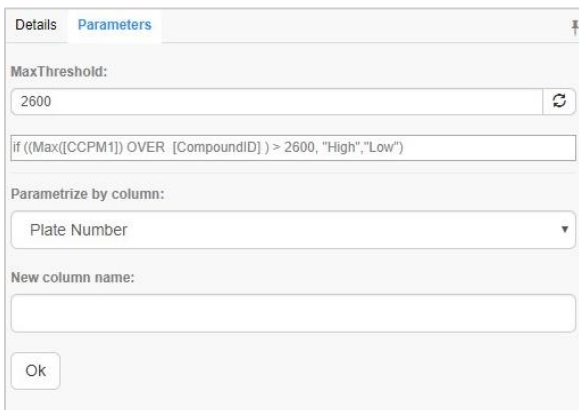 Details Parameters
MaxThreshold:
2600
if ((Max([CCPM1]) OVER  [CompoundID] ) > 2600, "High","Low")
Parametrize by column:
Plate Number
New column name:
Ok